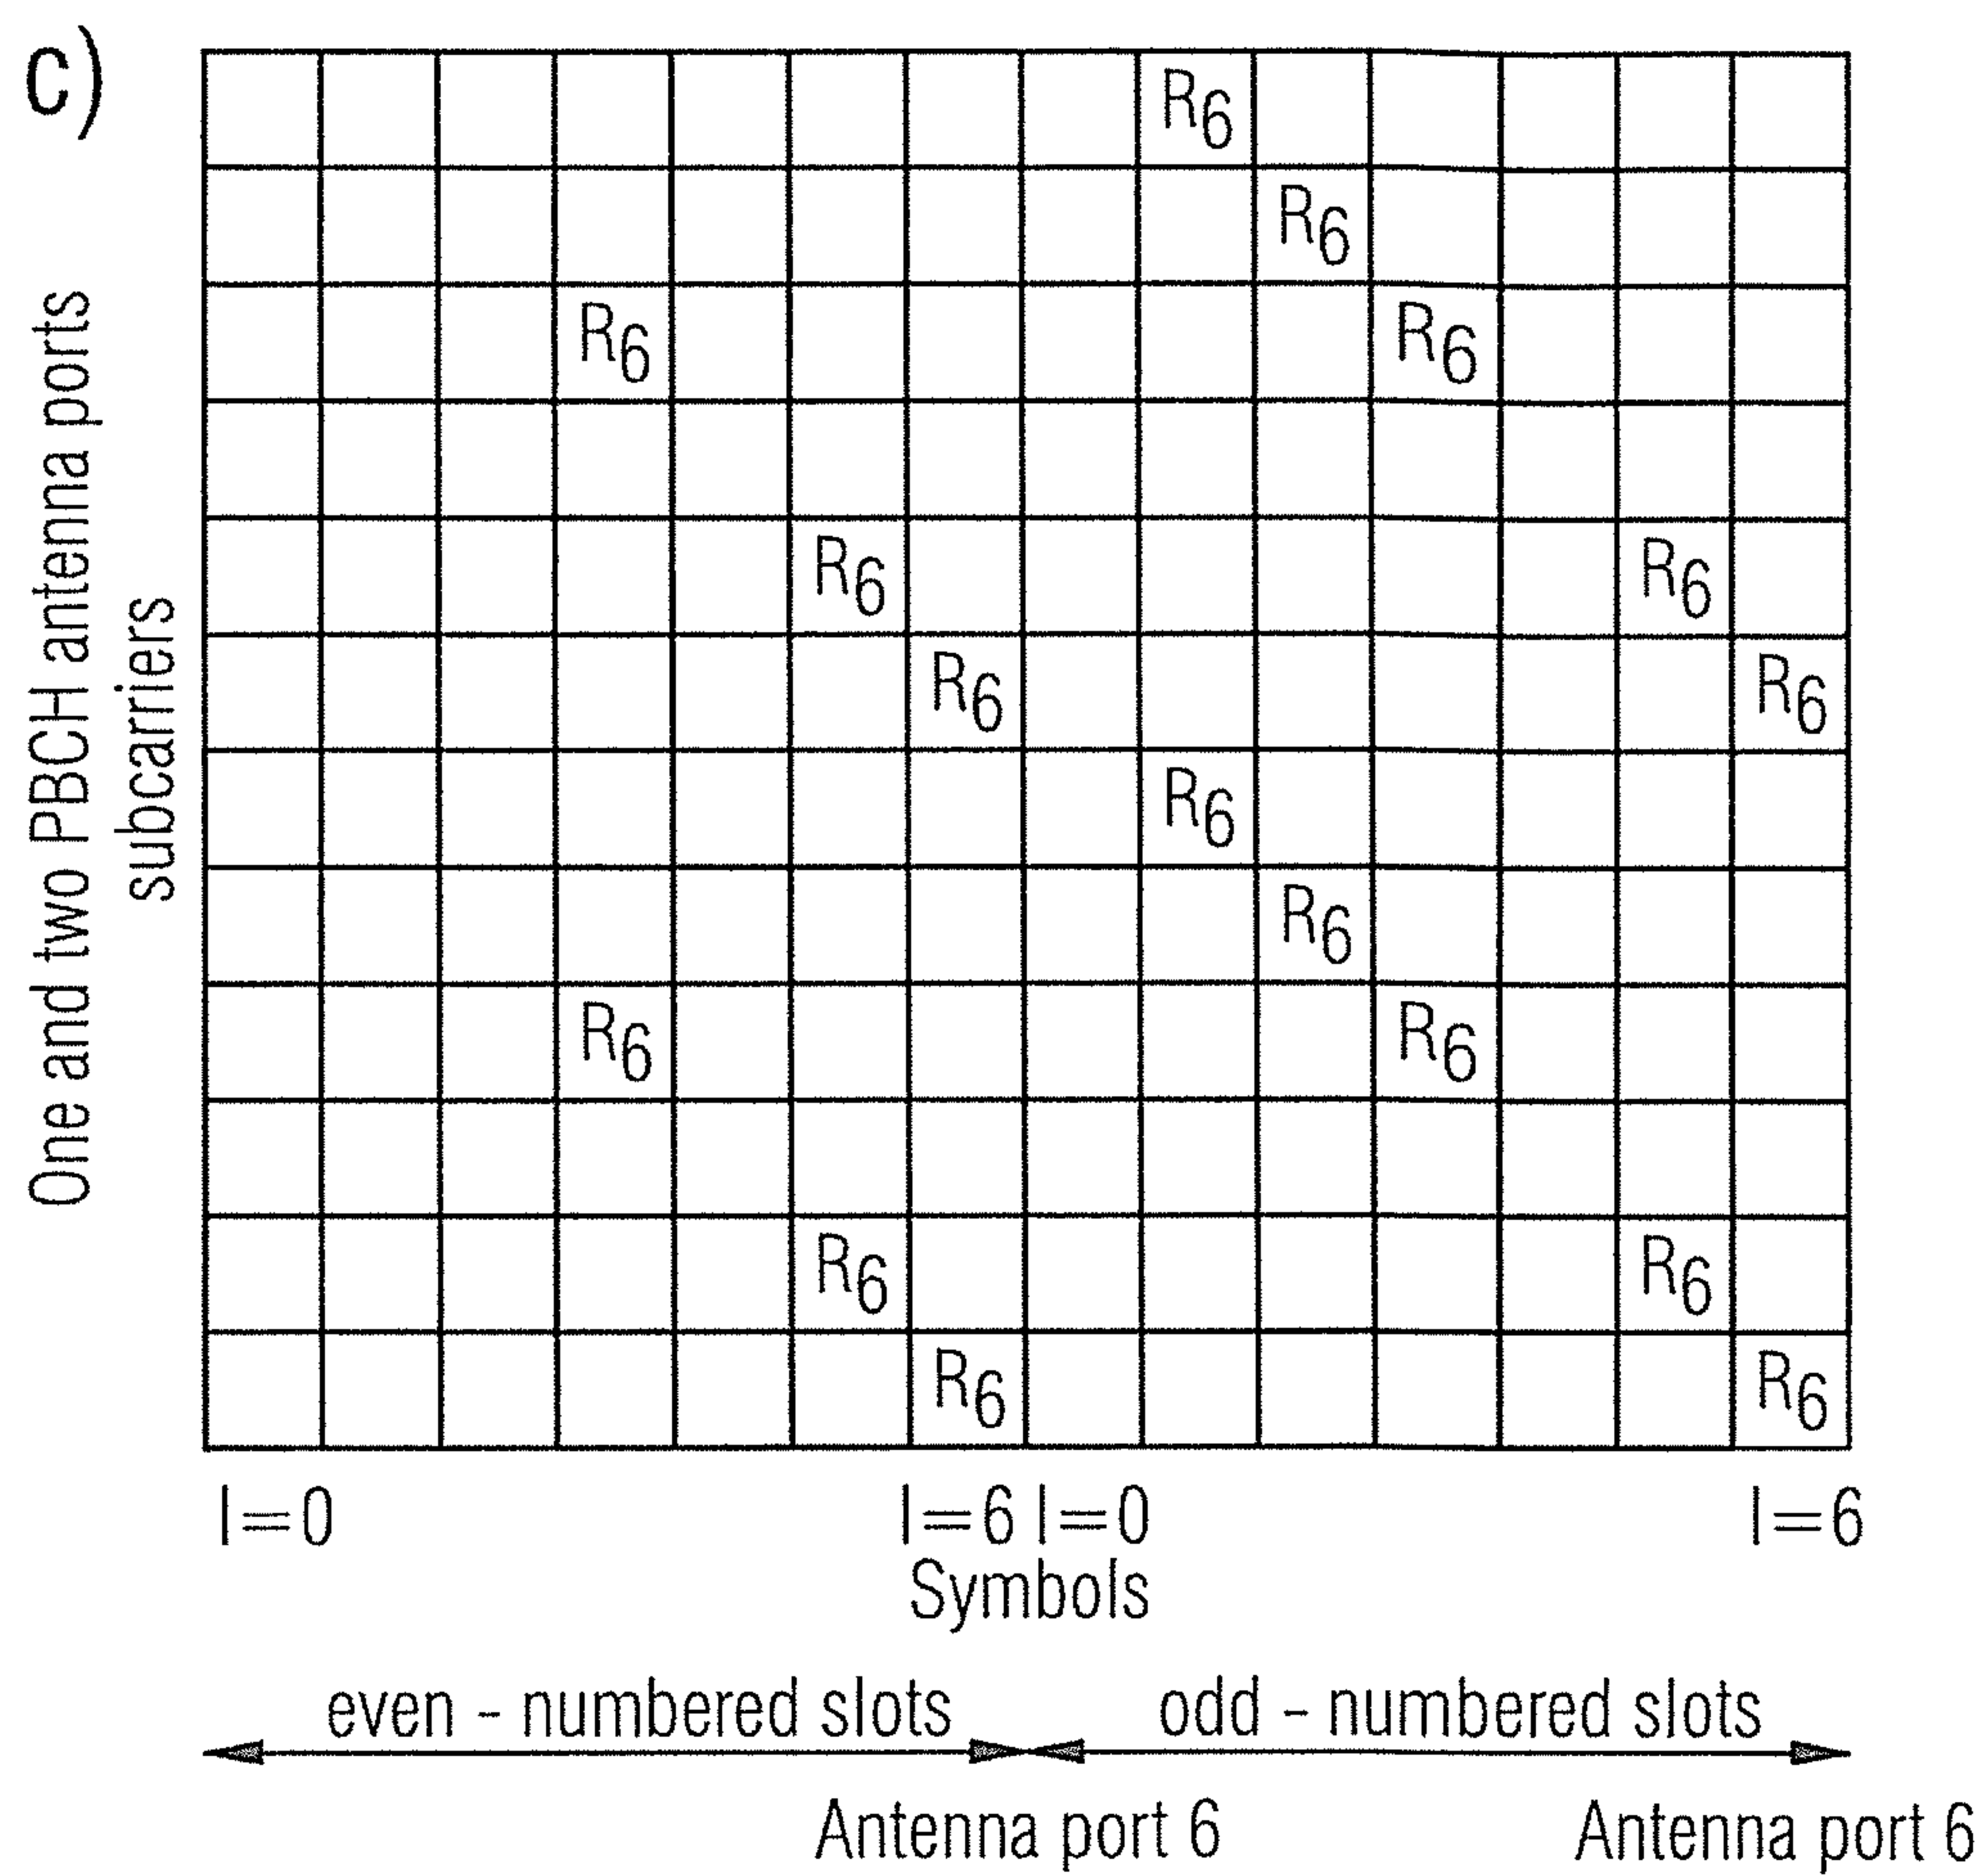 c)
One and two PBCH antenna ports
subcarriers
R6
R6
R6 R6
R6 R6
R6 R6
R6
R6
R6 R6
R6 R6
R6 R6
l=0 l=6 l=0 l=6
Symbols
even - numbered slots odd - numbered slots
Antenna port 6 Antenna port 6